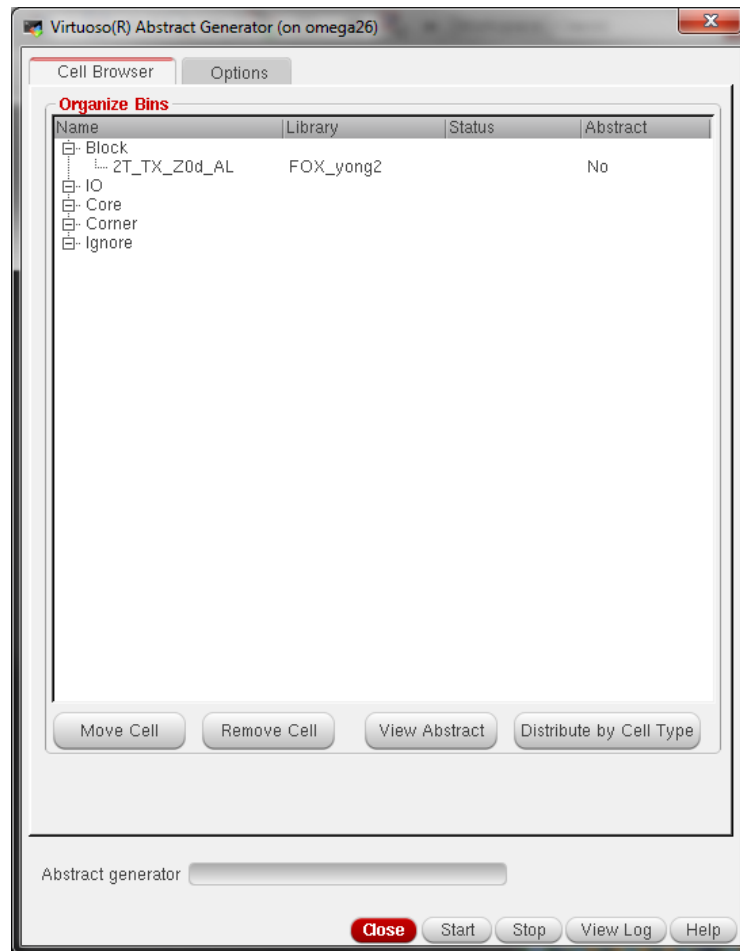 Virtuoso(R) Abstract Generator (on omega26)
Cell Browser Options
Organize Bins
Name Library Status Abstract
Block
2T_TX_Z0d_AL FOX_yong2 No
IO
Core
Corner
Ignore
Move Cell Remove Cell View Abstract Distribute by Cell Type
Abstract generator
Close Start Stop View Log Help